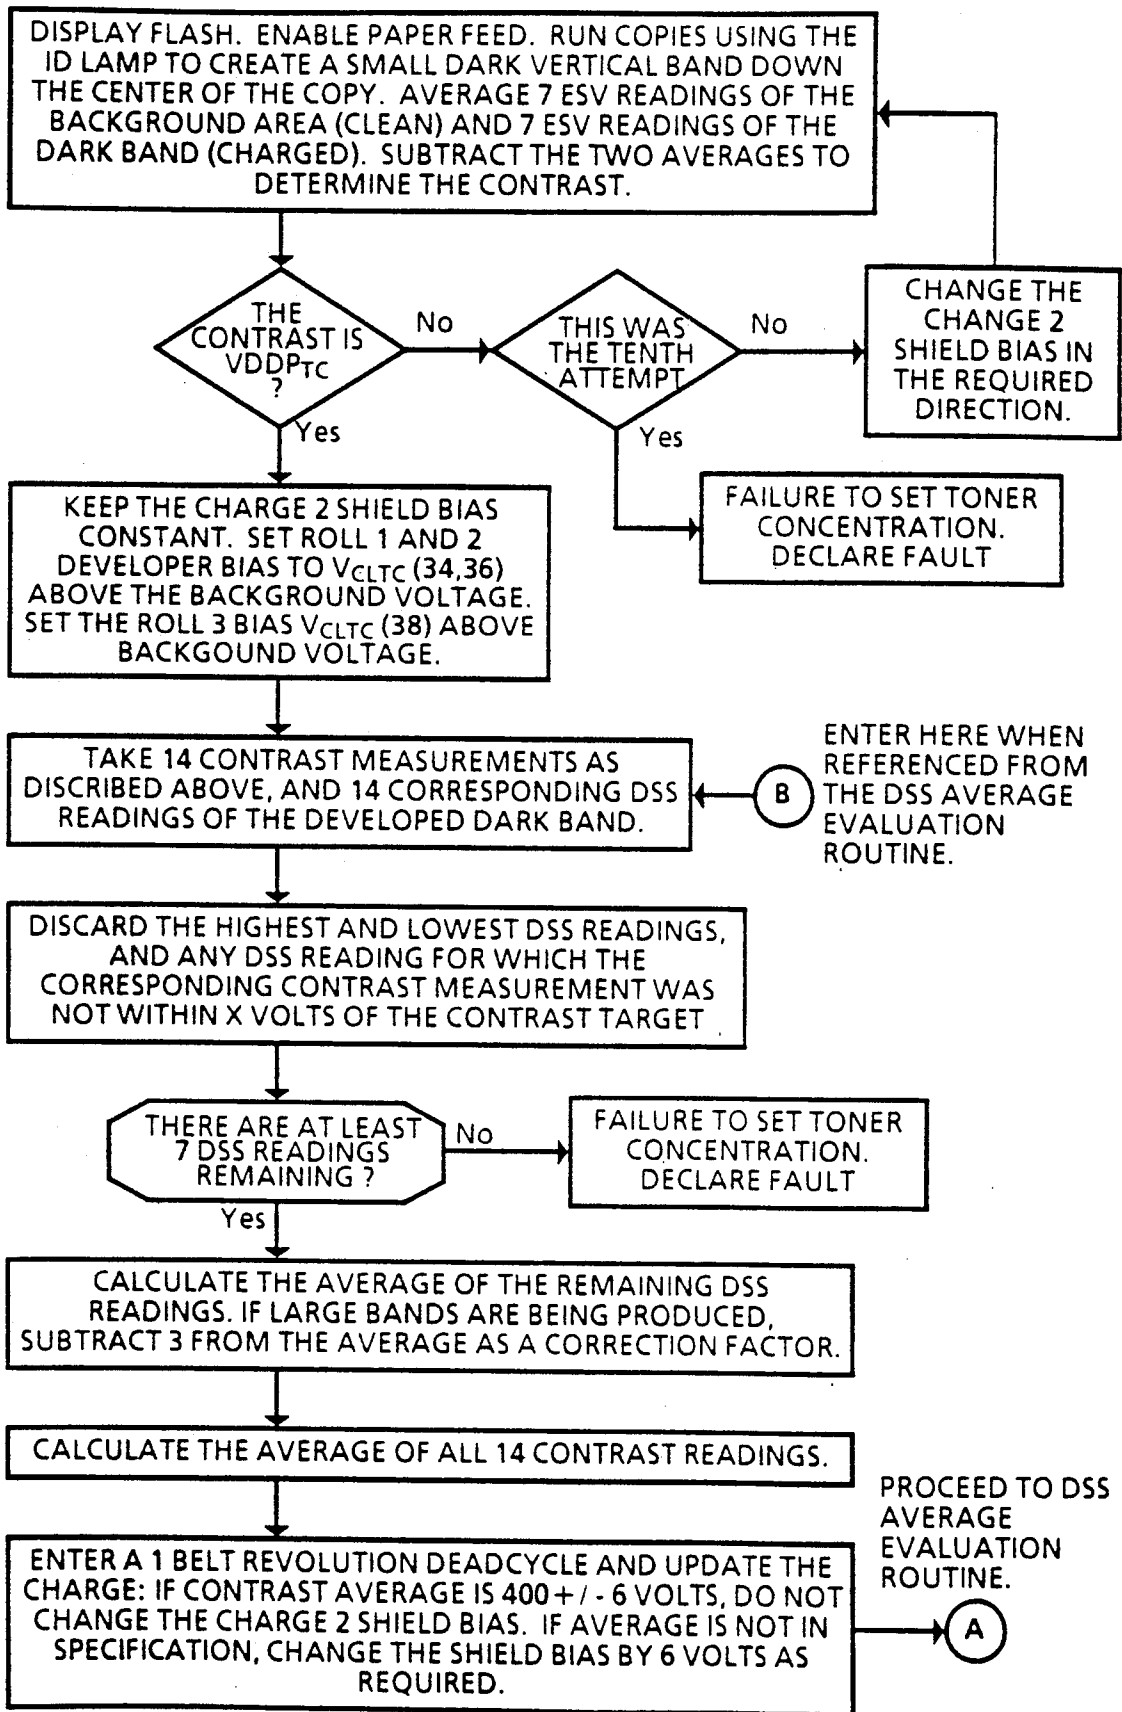 DISPLAY FLASH. ENABLE PAPER FEED. RUN COPIES USING THE
ID LAMP TO CREATE A SMALL DARK VERTICAL BAND DOWN
THE CENTER OF THE COPY. AVERAGE 7 ESV READINGS OF THE
BACKGROUND AREA (CLEAN) AND 7 ESV READINGS OF THE
DARK BAND (CHARGED). SUBTRACT THE TWO AVERAGES TO
DETERMINE THE CONTRAST.
THE
CONTRAST IS
VDDPTC
?
No
Yes
THIS WAS
THE TENTH
ATTEMPT
No
Yes
CHANGE THE
CHANGE 2
SHIELD BIAS IN
THE REQUIRED
DIRECTION.
FAILURE TO SET TONER
CONCENTRATION.
DECLARE FAULT
KEEP THE CHARGE 2 SHIELD BIAS
CONSTANT. SET ROLL 1 AND 2
DEVELOPER BIAS TO VCLTC (34,36)
ABOVE THE BACKGROUND VOLTAGE.
SET THE ROLL 3 BIAS VCLTC (38) ABOVE
BACKGOUND VOLTAGE.
TAKE 14 CONTRAST MEASUREMENTS AS
DISCRIBED ABOVE, AND 14 CORRESPONDING DSS
READINGS OF THE DEVELOPED DARK BAND.
B
ENTER HERE WHEN
REFERENCED FROM
THE DSS AVERAGE
EVALUATION
ROUTINE.
DISCARD THE HIGHEST AND LOWEST DSS READINGS,
AND ANY DSS READING FOR WHICH THE
CORRESPONDING CONTRAST MEASUREMENT WAS
NOT WITHIN X VOLTS OF THE CONTRAST TARGET
THERE ARE AT LEAST
7 DSS READINGS
REMAINING ?
No
Yes
FAILURE TO SET TONER
CONCENTRATION.
DECLARE FAULT
CALCULATE THE AVERAGE OF THE REMAINING DSS
READINGS. IF LARGE BANDS ARE BEING PRODUCED,
SUBTRACT 3 FROM THE AVERAGE AS A CORRECTION FACTOR.
CALCULATE THE AVERAGE OF ALL 14 CONTRAST READINGS.
ENTER A 1 BELT REVOLUTION DEADCYCLE AND UPDATE THE
CHARGE: IF CONTRAST AVERAGE IS 400 + / - 6 VOLTS, DO NOT
CHANGE THE CHARGE 2 SHIELD BIAS. IF AVERAGE IS NOT IN
SPECIFICATION, CHANGE THE SHIELD BIAS BY 6 VOLTS AS
REQUIRED.
PROCEED TO DSS
AVERAGE
EVALUATION
ROUTINE.
A